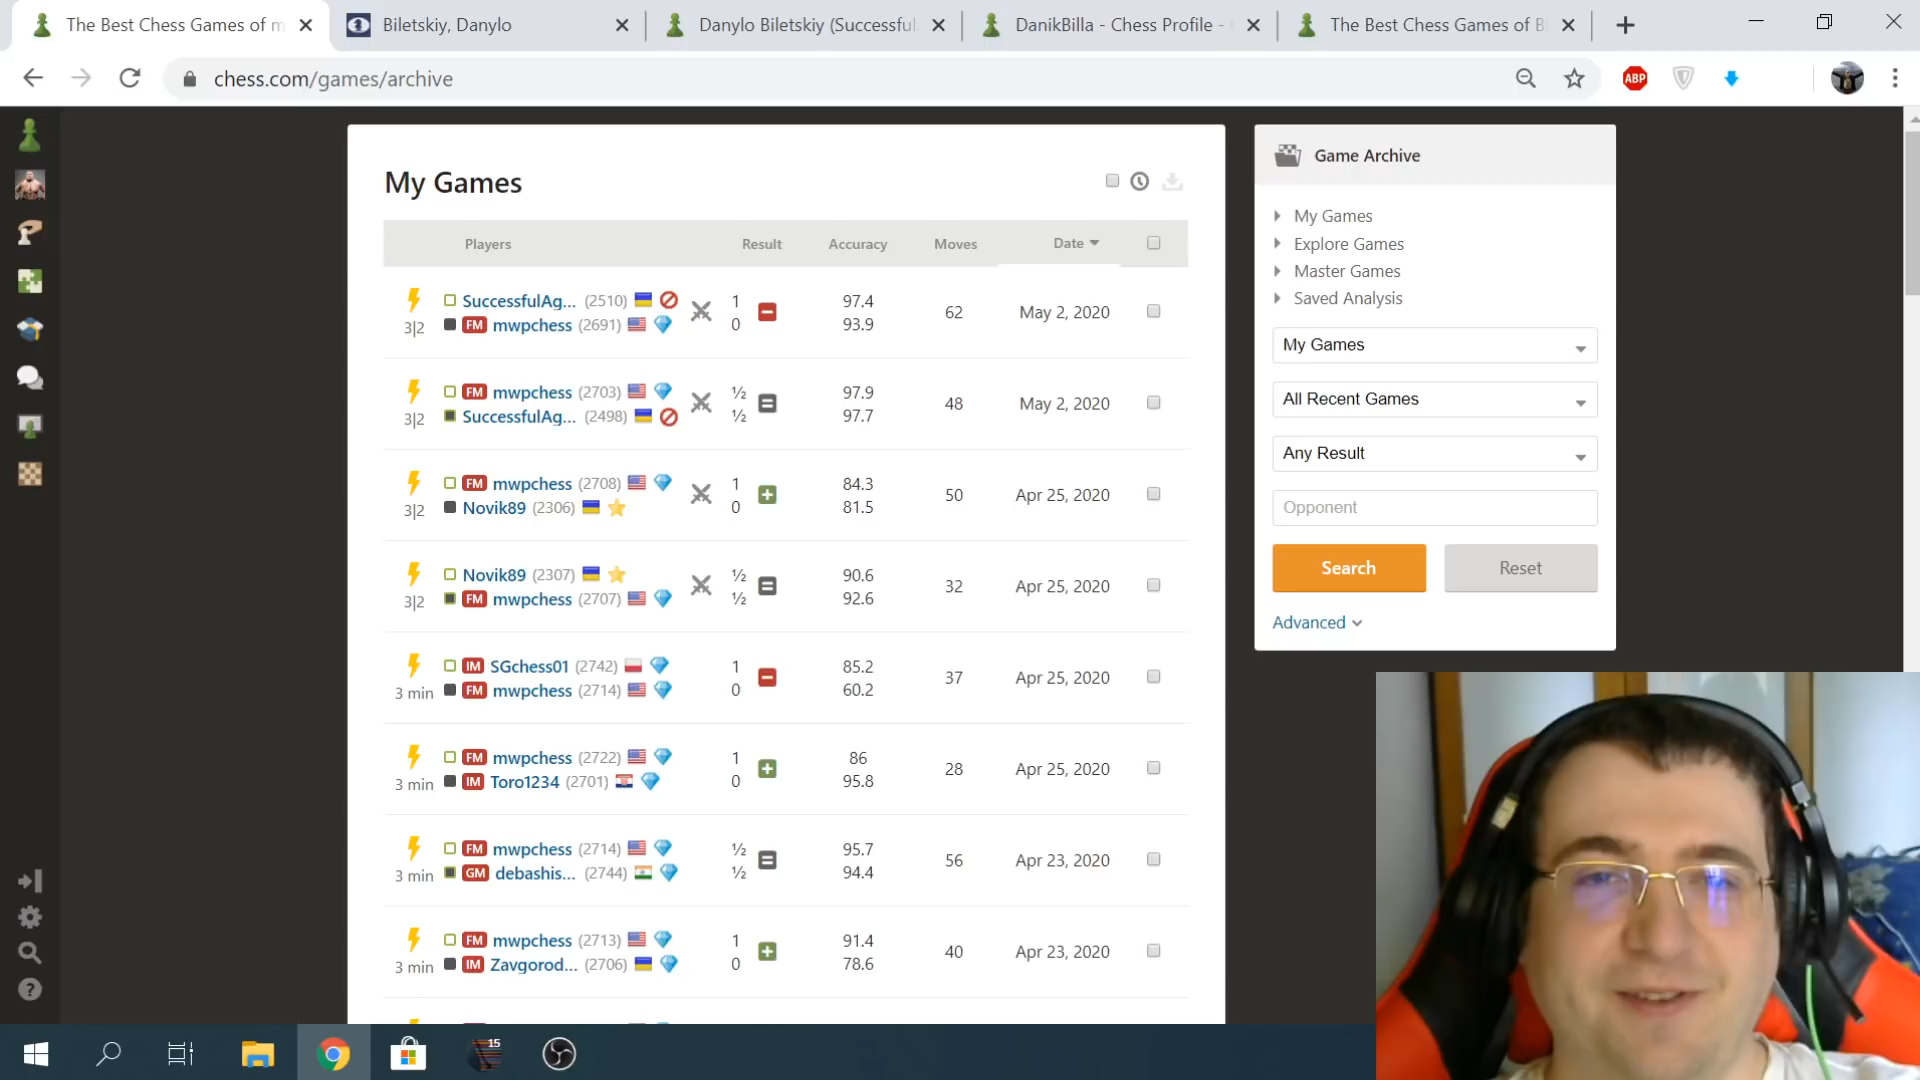 The Best Chess Games of m
Biletskiy, Danylo
Danylo Biletskiy (Successful
DanikBilla - Chess Profile -
The Best Chess Games of B
chess.com/games/archive
ABP
My Games
Players Result Accuracy Moves Date
SuccessfulAg... (2510) 1 97.4
3|2 FM mwpchess (2691) 0 93.9 62 May 2, 2020
FM mwpchess (2703) ½ 97.9
3|2 SuccessfulAg... (2498) ½ 97.7 48 May 2, 2020
FM mwpchess (2708) 1 84.3
3|2 Novik89 (2306) 0 81.5 50 Apr 25, 2020
Novik89 (2307) ½ 90.6
3|2 FM mwpchess (2707) ½ 92.6 32 Apr 25, 2020
IM SGchess01 (2742) 1 85.2
3 min FM mwpchess (2714) 0 60.2 37 Apr 25, 2020
FM mwpchess (2722) 1 86
3 min IM Toro1234 (2701) 0 95.8 28 Apr 25, 2020
FM mwpchess (2714) ½ 95.7
3 min GM debashis... (2744) ½ 94.4 56 Apr 23, 2020
FM mwpchess (2713) 1 91.4
3 min IM Zavgorod... (2706) 0 78.6 40 Apr 23, 2020
Game Archive
My Games
Explore Games
Master Games
Saved Analysis
My Games
All Recent Games
Any Result
Opponent
Search Reset
Advanced
15